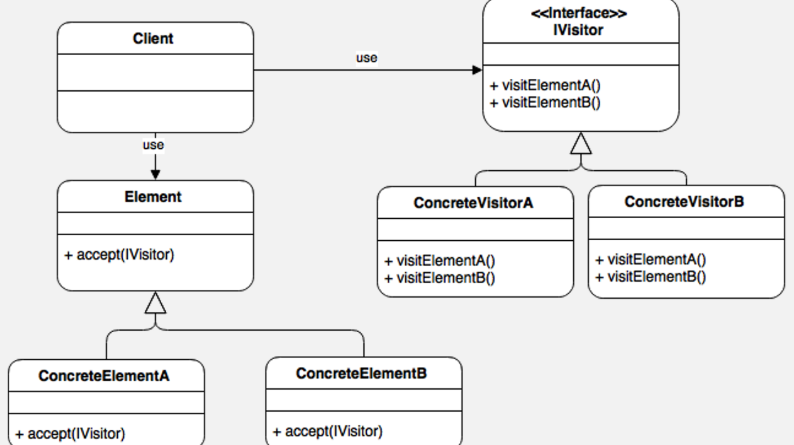 Client
use
<<Interface>>
IVisitor
+ visitElementA()
+ visitElementB()
use
Element
+ accept(IVisitor)
ConcreteVisitorA
+ visitElementA()
+ visitElementB()
ConcreteVisitorB
+ visitElementA()
+ visitElementB()
ConcreteElementA
+ accept(IVisitor)
ConcreteElementB
+ accept(IVisitor)